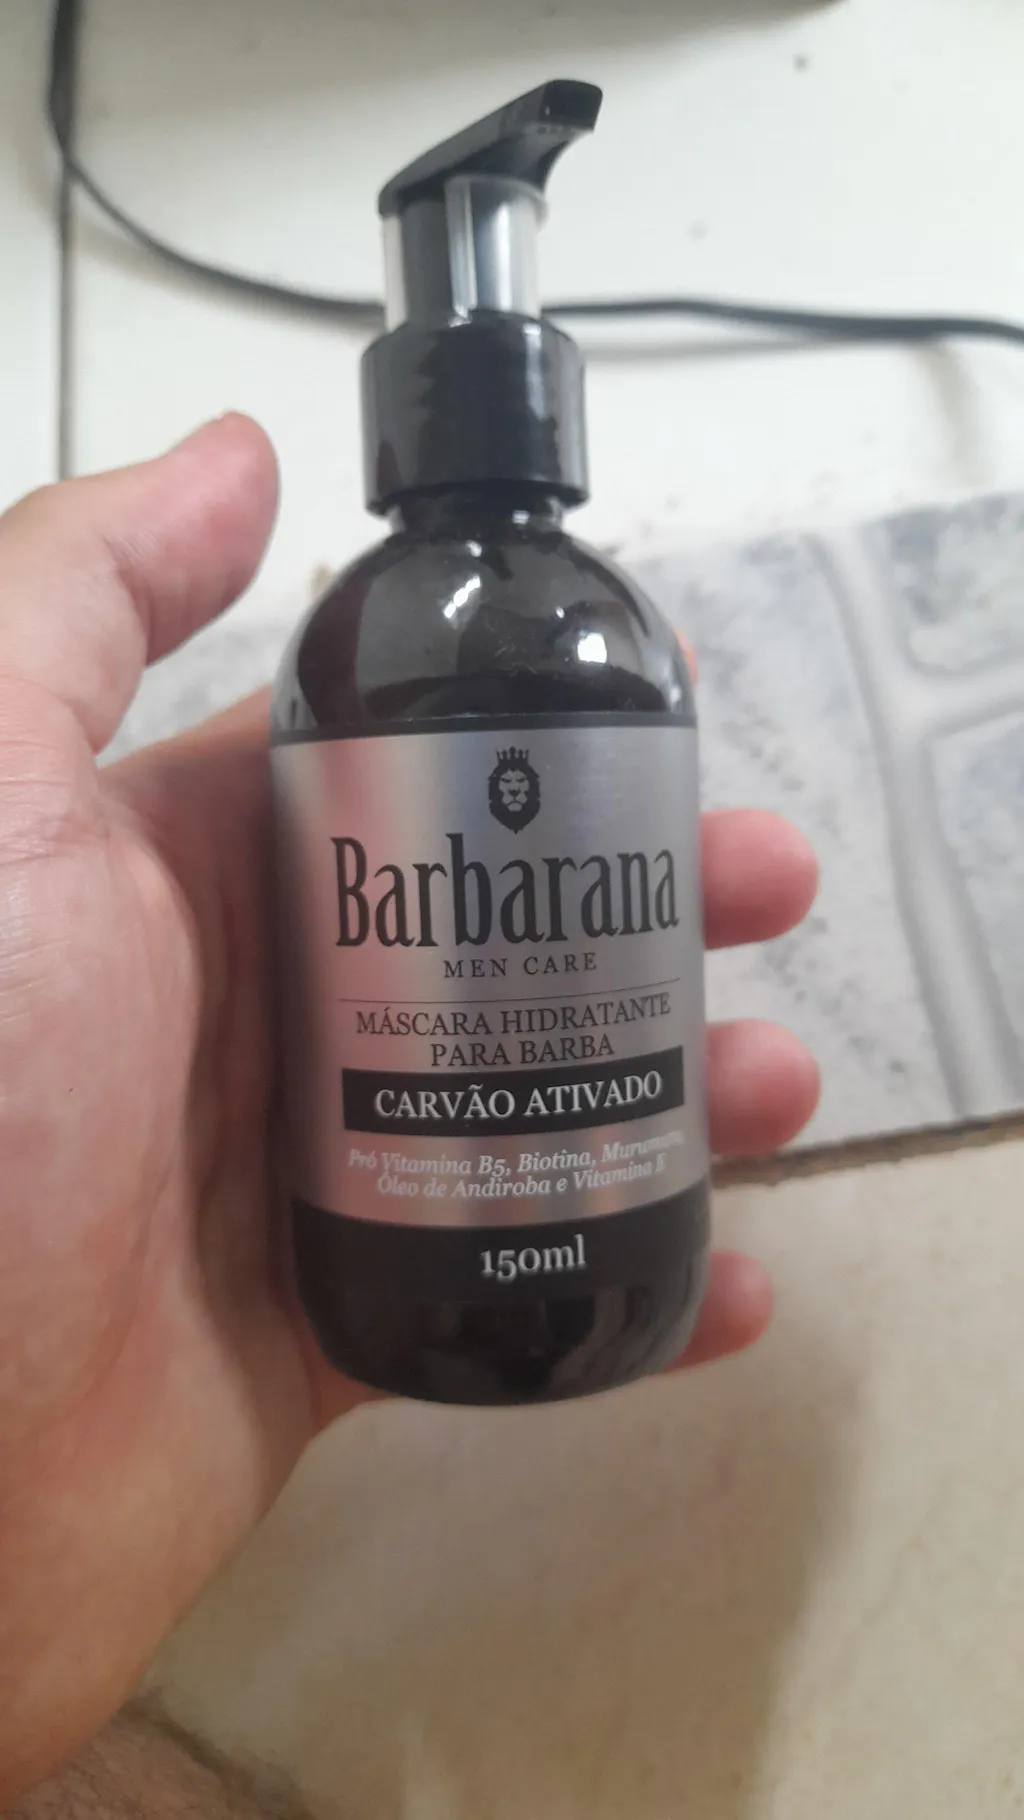 Barbarana
MEN CARE
MÁSCARA HIDRATANTE
PARA BARBA
CARVÃO ATIVADO
Pró Vitamina B5, Biotina,
Óleo de Andiroba e Vitamina E
150ml